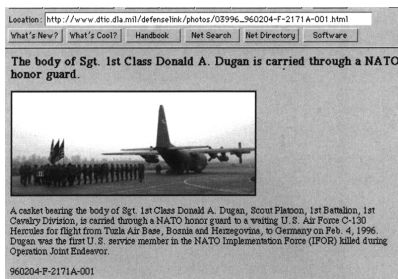 Location: http://www.dtic.dla.mil/defenselink/photos/03996_960204-F-2171A-001.html
What's New? What's Cool? Handbook Net Search Net Directory Software
The body of Sgt. 1st Class Donald A. Dugan is carried through a NATO
honor guard.
A casket bearing the body of Sgt. 1st Class Donald A. Dugan, Scout Platoon, 1st Battalion, 1st
Cavalry Division, is carried through a NATO honor guard to a waiting U. S. Air Force C-130
Hercules for flight from Tuzla Air Base, Bosnia and Herzegovina, to Germany on Feb. 4, 1996.
Dugan was the first U. S. service member in the NATO Implementation Force (IFOR) killed during
Operation Joint Endeavor.
960204-F-2171A-001